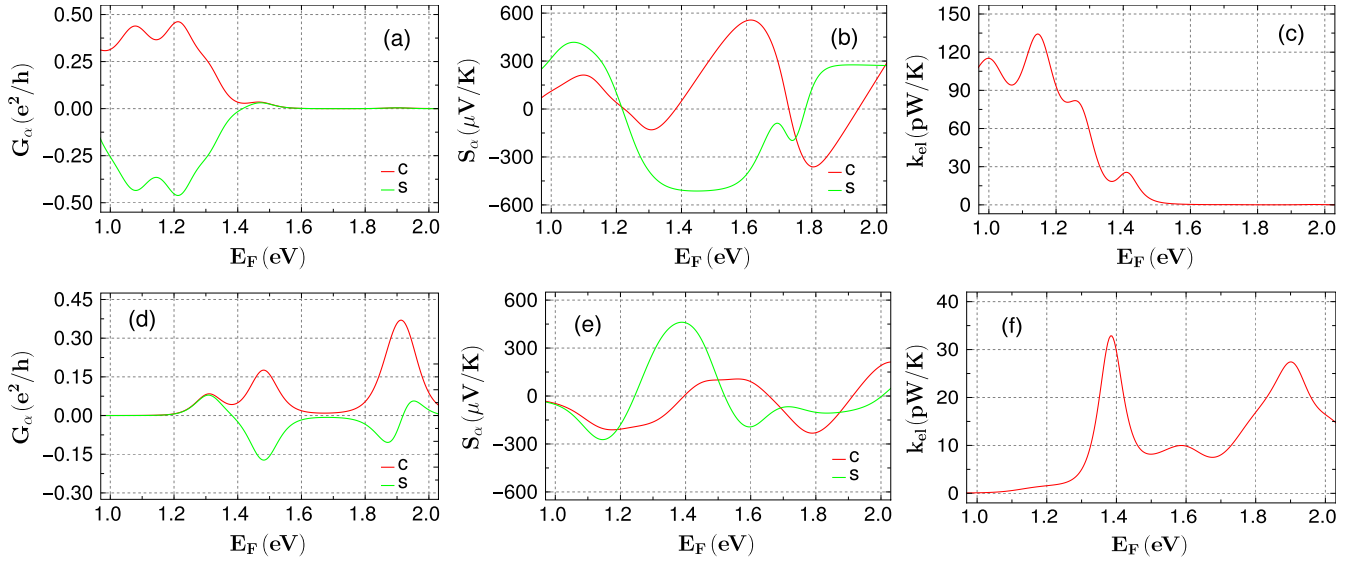 0.50
0.25
0.00
−0.25
−0.50
G_α (e²/h)
(a)
C
S
1.0 1.2 1.4 1.6 1.8 2.0
E_F (eV)
600
300
0
−300
−600
S_α (μV/K)
(b)
C
S
1.0 1.2 1.4 1.6 1.8 2.0
E_F (eV)
150
120
90
60
30
0
k_el (pW/K)
(c)
1.0 1.2 1.4 1.6 1.8 2.0
E_F (eV)
0.45
0.30
0.15
0.00
−0.15
−0.30
G_α (e²/h)
(d)
C
S
1.0 1.2 1.4 1.6 1.8 2.0
E_F (eV)
600
300
0
−300
−600
S_α (μV/K)
(e)
C
S
1.0 1.2 1.4 1.6 1.8 2.0
E_F (eV)
40
30
20
10
0
k_el (pW/K)
(f)
1.0 1.2 1.4 1.6 1.8 2.0
E_F (eV)